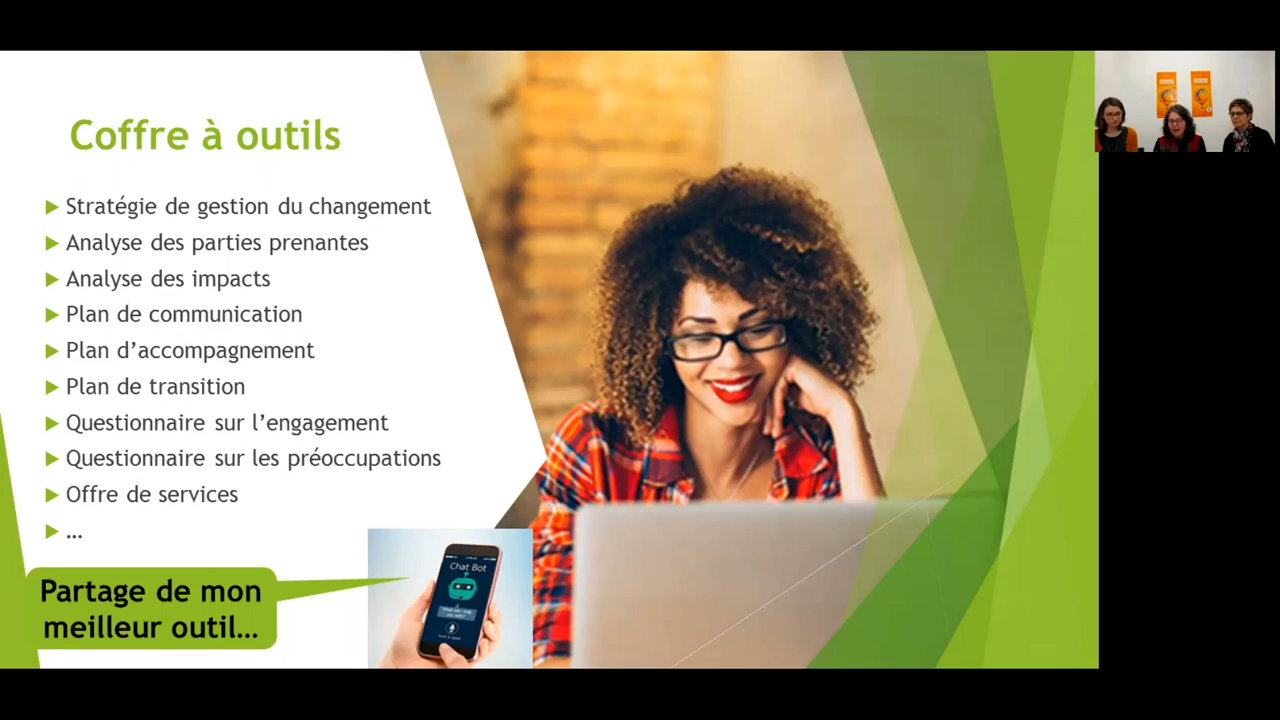 Coffre à outils
Stratégie de gestion du changement
Analyse des parties prenantes
Analyse des impacts
Plan de communication
Plan d’accompagnement
Plan de transition
Questionnaire sur l’engagement
Questionnaire sur les préoccupations
Offre de services
…
Partage de mon
meilleur outil…
Chat Bot